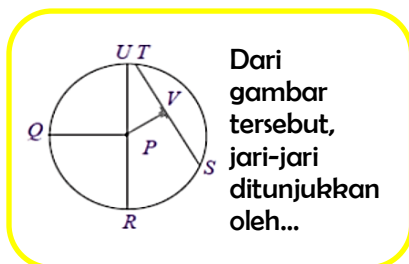 U T
V
Q
P
S
R
Dari
gambar
tersebut,
jari-jari
ditunjukkan
oleh...